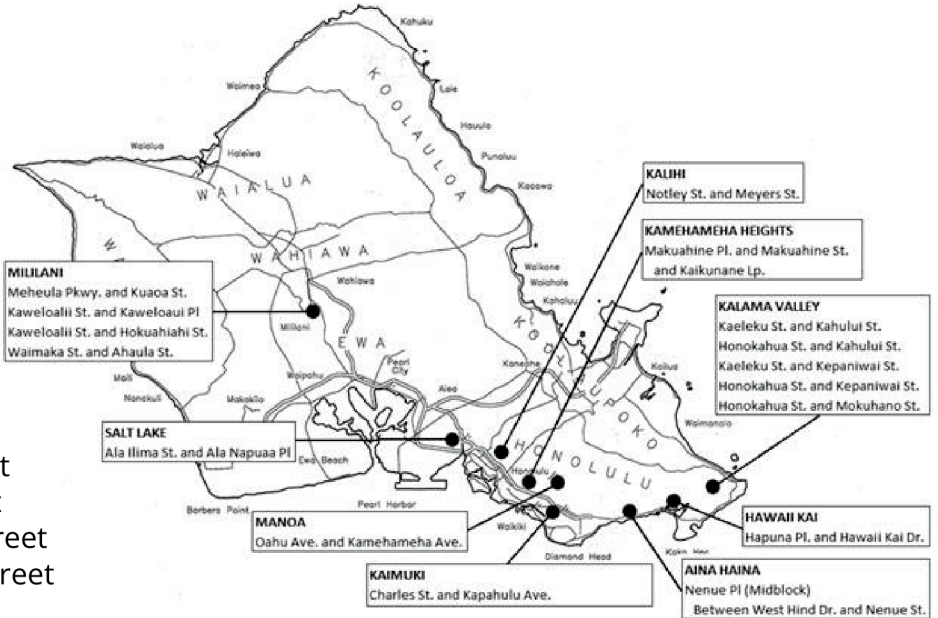 Kahuku
Waimea
Laie
KOOLAULOA
Hauula
Waialua
Haleiwa
Punaluu
WAIALUA
Kaaawa
KALIHI
Notley St. and Meyers St.
KAMEHAMEHA HEIGHTS
Makuahine Pl. and Makuahine St.
and Kaikunane Lp.
WAHIAWA
Wahiawa
Waikane
Waiahole
Kahaluu
MILILANI
Meheula Pkwy. and Kuaoa St.
Kaweloalii St. and Kaweloaui Pl
Kaweloalii St. and Hokuahiahi St.
Waimaka St. and Ahaula St.
Mililani
KALAMA VALLEY
Kaeleku St. and Kahului St.
Honokahua St. and Kahului St.
Kaeleku St. and Kepaniwai St.
Honokahua St. and Kepaniwai St.
Honokahua St. and Mokuhano St.
EWA
Pearl
City
Waipahu
Aiea
Kaneohe
Kailua
KOOLAUPOKO
Maili
Nanakuli
Makakilo
Waimanalo
SALT LAKE
Ala Ilima St. and Ala Napuaa Pl
HONOLULU
Honolulu
Ewa Beach
Barbers Point
Pearl Harbor
MANOA
Oahu Ave. and Kamehameha Ave.
Waikiki
HAWAII KAI
Hapuna Pl. and Hawaii Kai Dr.
Diamond Head
KAIMUKI
Charles St. and Kapahulu Ave.
AINA HAINA
Nenue Pl (Midblock)
Between West Hind Dr. and Nenue St.